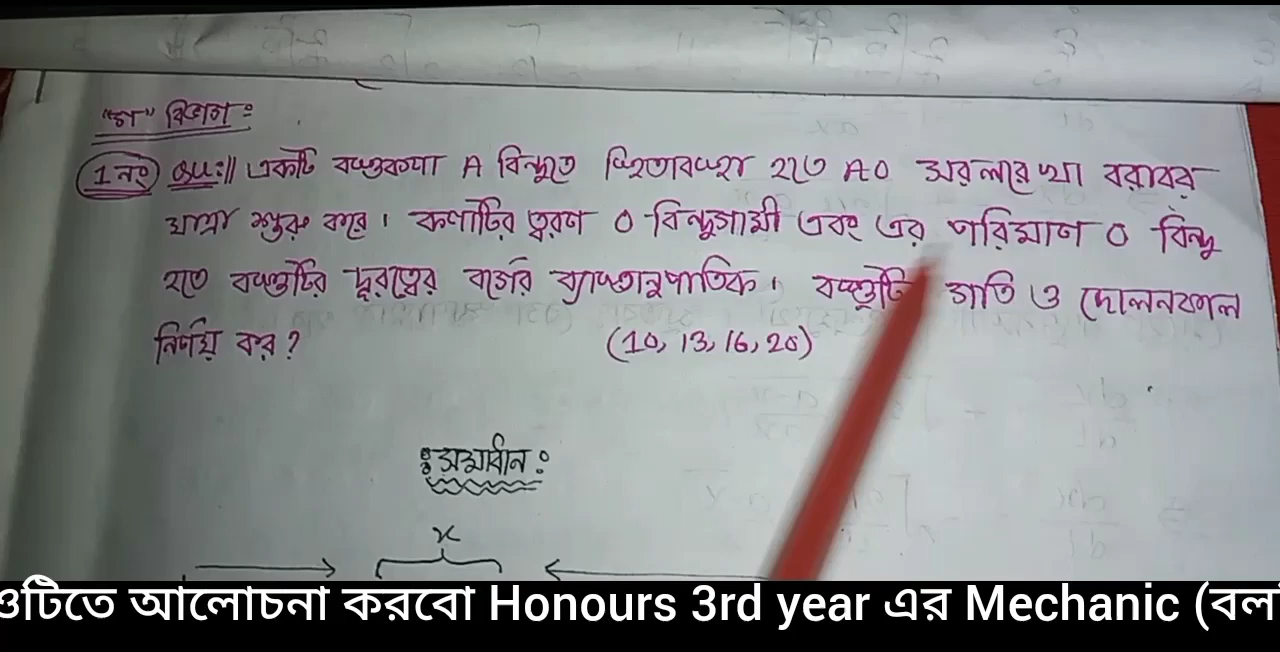 "গ" বিভাগ:
1নং Qu:|| একটি বস্তুকণা A বিন্দুতে স্থিতাবস্থা হতে AO সরলরেখা বরাবর
যাত্রা শুরু করে। কণাটির ত্বরণ O বিন্দুগামী এবং এর পরিমাণ O বিন্দু
হতে বস্তুটির দূরত্বের বর্গের ব্যাস্তানুপাতিক। বস্তুটি গতি ও দোলনকাল
নির্ণয় কর?
(10, 13, 16, 20)
সমাধান:
x
ওটিতে আলোচনা করবো Honours 3rd year এর Mechanic (বল